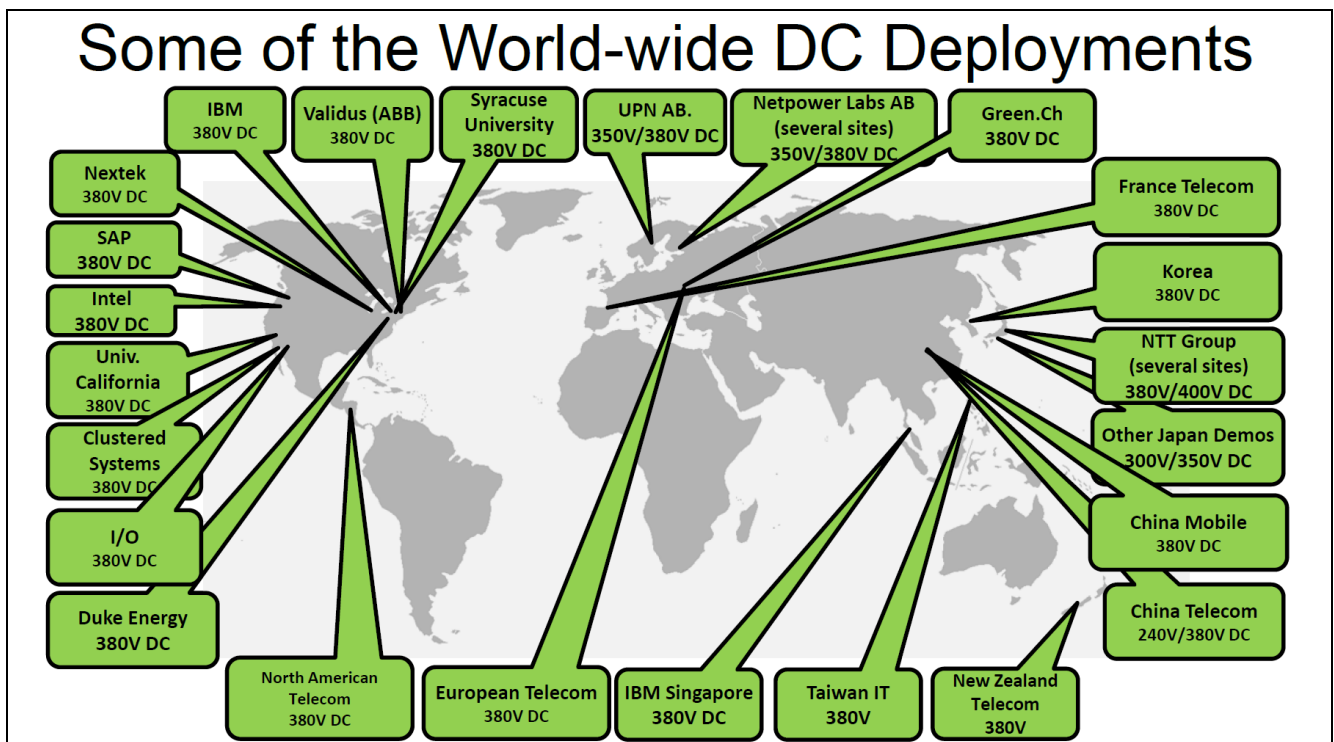 Some of the World-wide DC Deployments
IBM
380V DC
Validus (ABB)
380V DC
Syracuse
University
380V DC
UPN AB.
350V/380V DC
Netpower Labs AB
(several sites)
350V/380V DC
Green.Ch
380V DC
Nextek
380V DC
France Telecom
380V DC
SAP
380V DC
Korea
380V DC
Intel
380V DC
NTT Group
(several sites)
380V/400V DC
Univ.
California
380V DC
Other Japan Demos
300V/350V DC
Clustered
Systems
380V DC
China Mobile
380V DC
I/O
380V DC
China Telecom
240V/380V DC
Duke Energy
380V DC
North American
Telecom
380V DC
European Telecom
380V DC
IBM Singapore
380V DC
Taiwan IT
380V
New Zealand
Telecom
380V